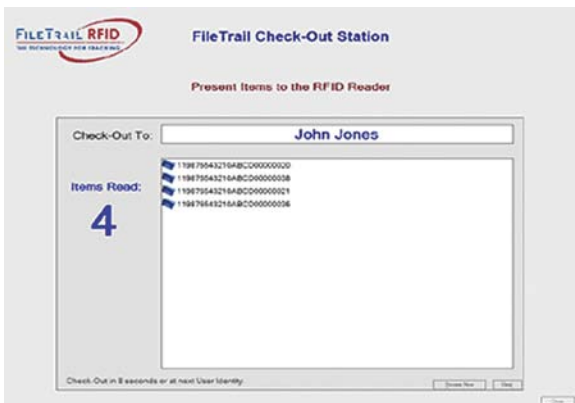 FILETRAIL RFID
THE TECHNOLOGY FOR TRACKING
FileTrail Check-Out Station
Present Items to the RFID Reader
Check-Out To:
John Jones
Items Read:
4
119876543210ABCD00000020
119876543210ABCD00000038
119876543210ABCD00000021
119876543210ABCD00000036
Check-Out in 8 seconds or at next User Identity